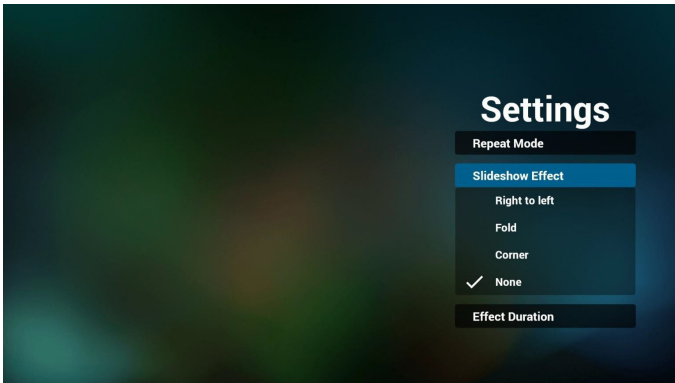 Settings
Repeat Mode
Slideshow Effect
Right to left
Fold
Corner
None
Effect Duration